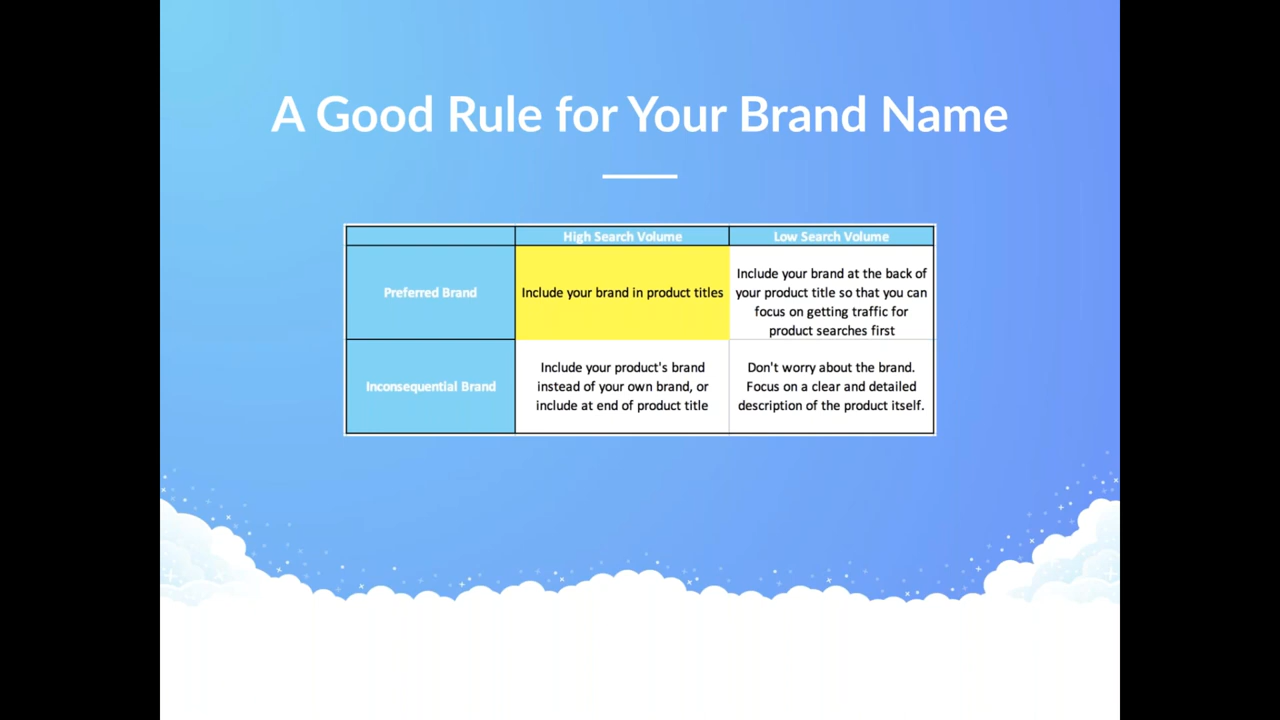 A Good Rule for Your Brand Name
High Search Volume
Low Search Volume
Preferred Brand
Include your brand in product titles
Include your brand at the back of
your product title so that you can
focus on getting traffic for
product searches first
Inconsequential Brand
Include your product's brand
instead of your own brand, or
include at end of product title
Don't worry about the brand.
Focus on a clear and detailed
description of the product itself.